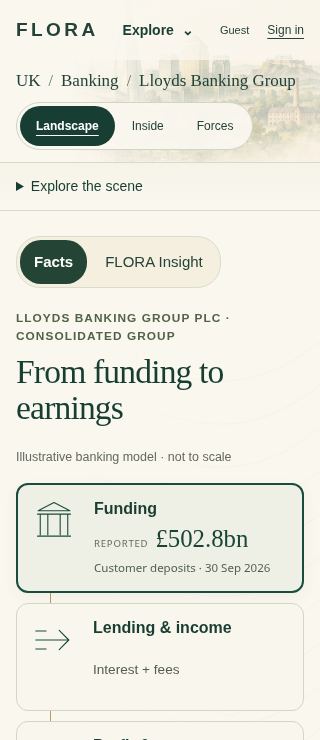 FLORA Explore Guest Sign in
UK / Banking / Lloyds Banking Group
Landscape Inside Forces
Explore the scene
Facts FLORA Insight
LLOYDS BANKING GROUP PLC ·
CONSOLIDATED GROUP
From funding to
earnings
Illustrative banking model · not to scale
Funding
REPORTED £502.8bn
Customer deposits · 30 Sep 2026
Lending & income
Interest + fees